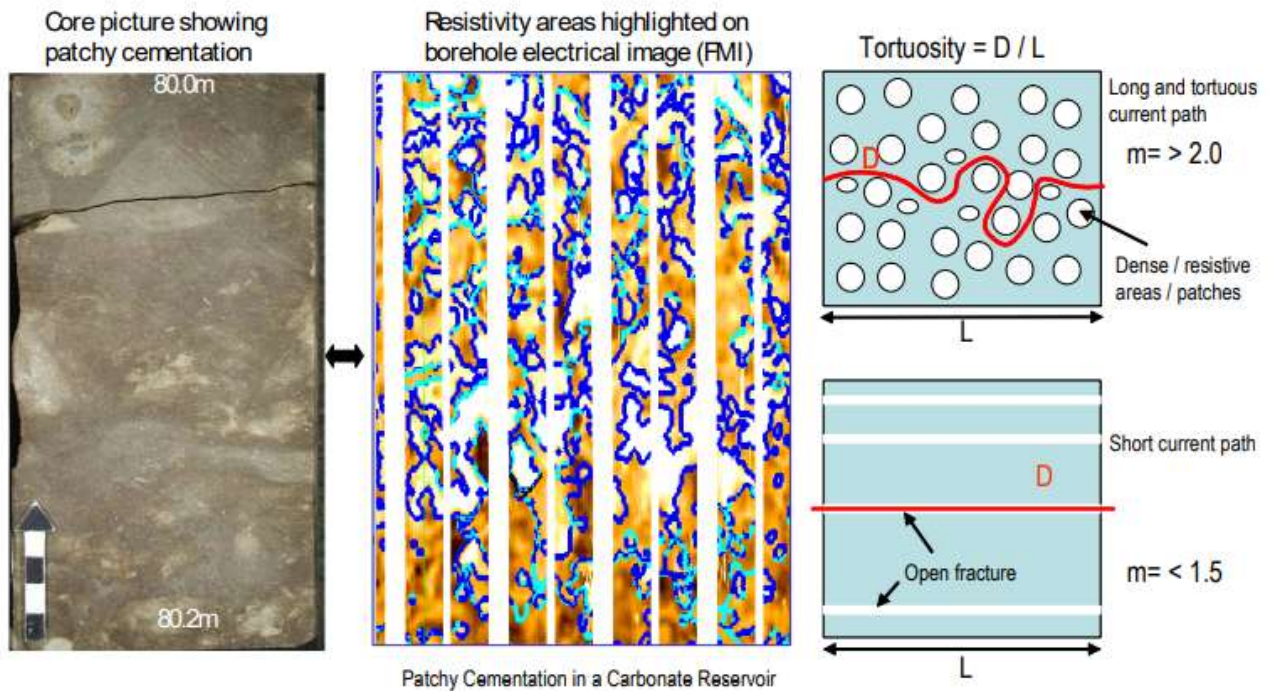 Core picture showing
patchy cementation
80.0m
80.2m
Resistivity areas highlighted on
borehole electrical image (FMI)
Patchy Cementation in a Carbonate Reservoir
Tortuosity = D / L
D
Long and tortuous
current path
m= > 2.0
Dense / resistive
areas / patches
L
Short current path
D
Open fracture
m= < 1.5
L